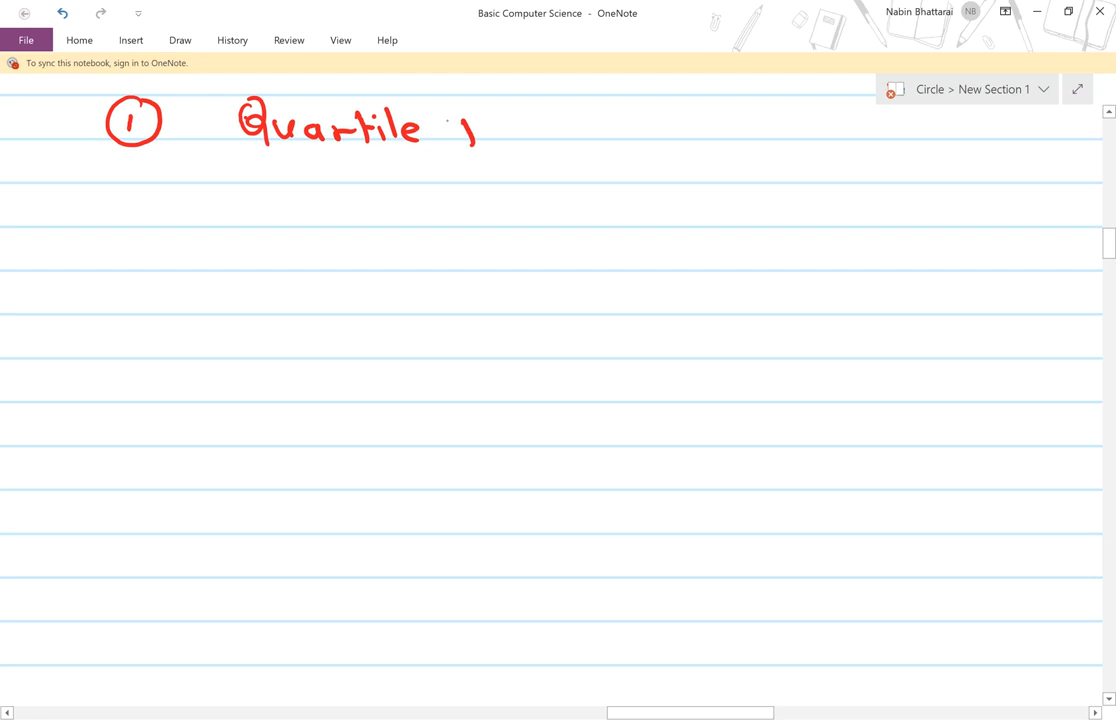 Basic Computer Science - OneNote
Nabin Bhattarai NB
File Home Insert Draw History Review View Help
To sync this notebook, sign in to OneNote.
Circle > New Section 1
1 Quartile